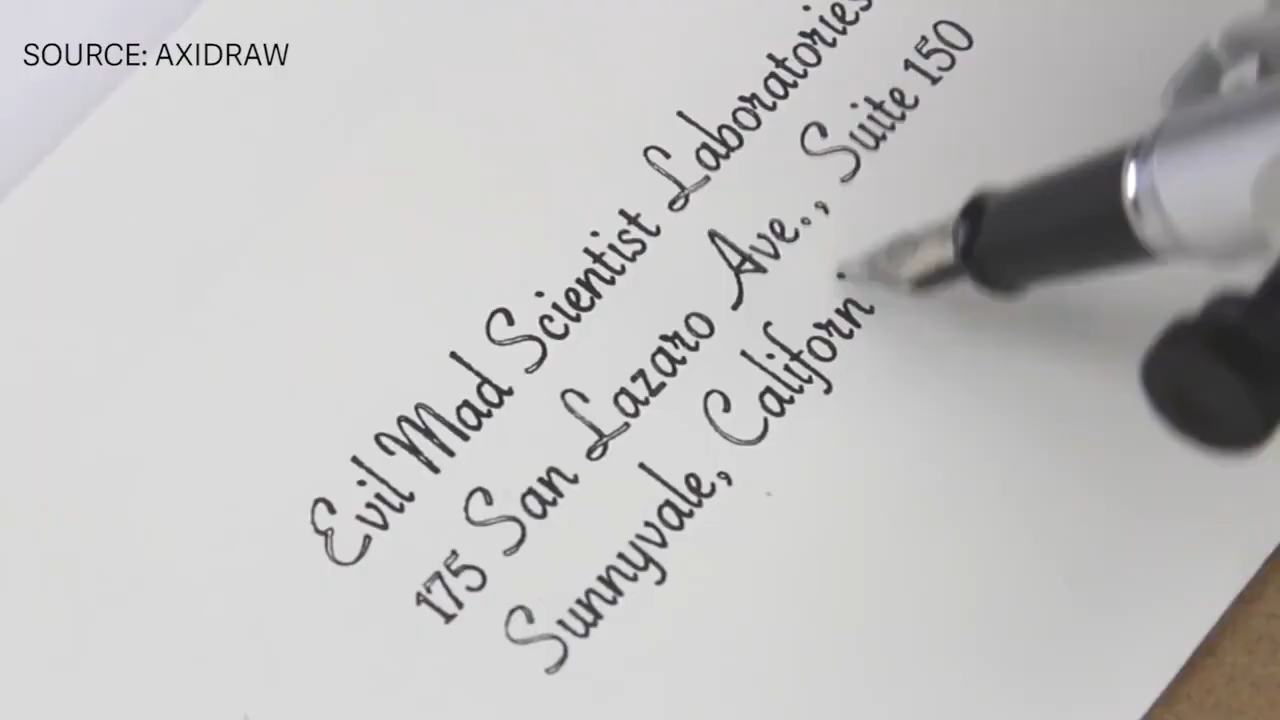 SOURCE: AXIDRAW
Evil Mad Scientist Laboratories
175 San Lazaro Ave., Suite 150
Sunnyvale, Californ